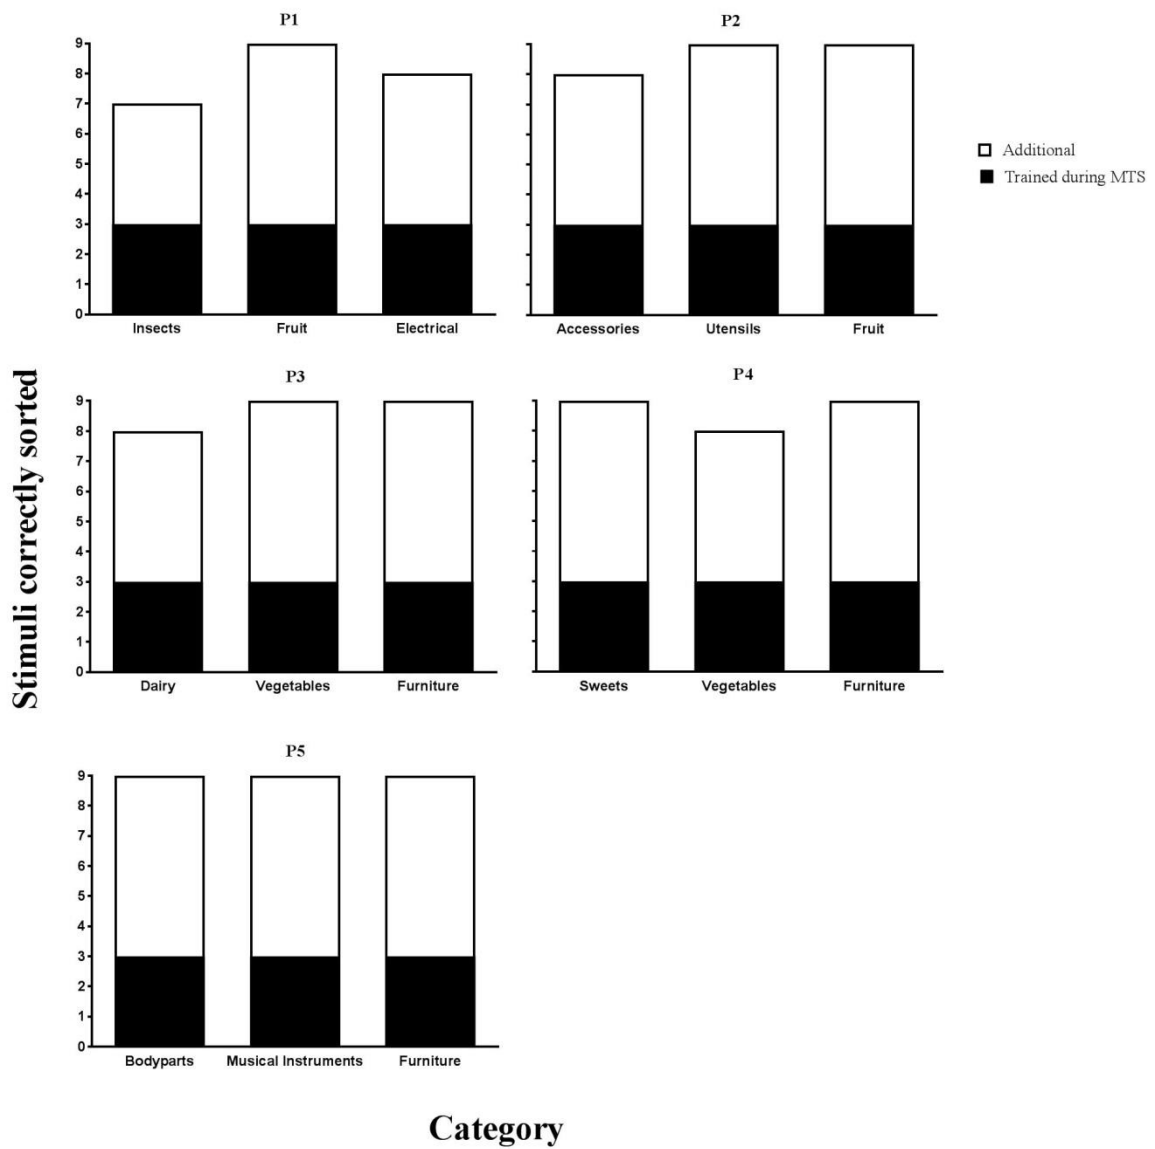 P1
9
8
7
6
5
4
3
2
1
0
Insects Fruit Electrical
P2
Accessories Utensils Fruit
Additional
Trained during MTS
Stimuli correctly sorted
P3
9
8
7
6
5
4
3
2
1
0
Dairy Vegetables Furniture
P4
Sweets Vegetables Furniture
P5
9
8
7
6
5
4
3
2
1
0
Bodyparts Musical Instruments Furniture
Category